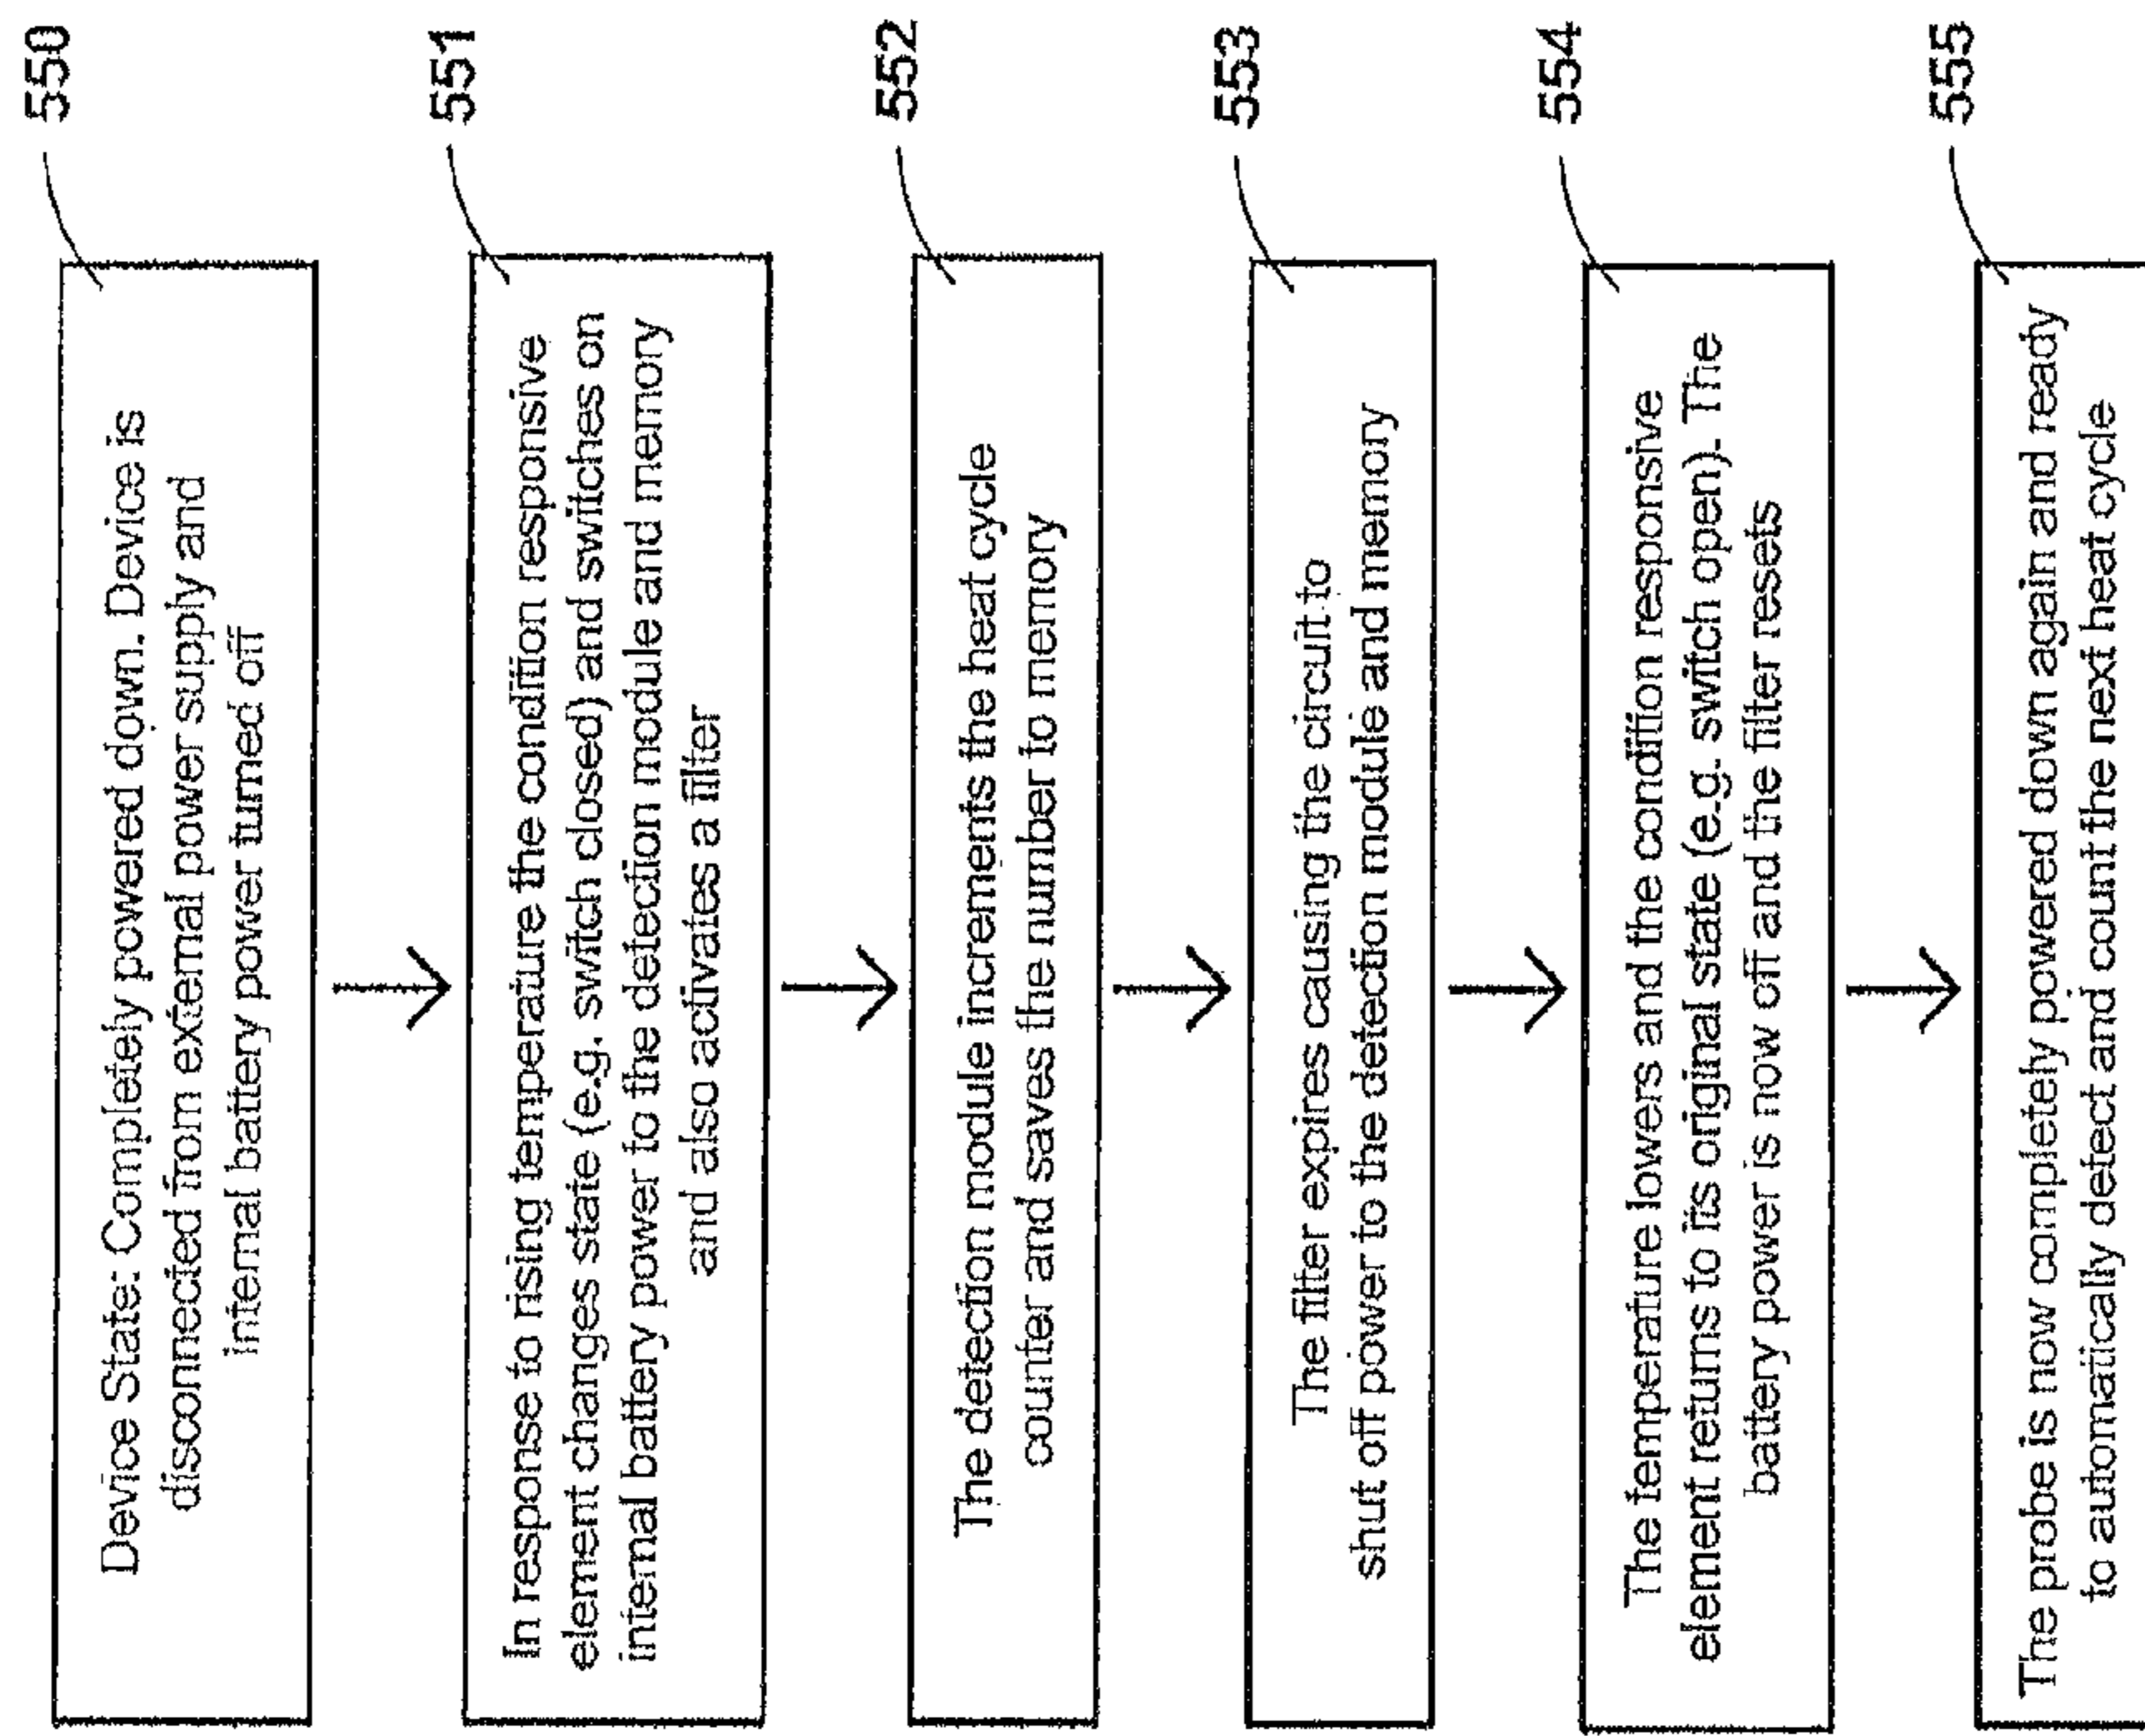 550
Device State: Completely powered down. Device is
disconnected from external power supply and
internal battery power turned off
551
In response to rising temperature the condition responsive
element changes state (e.g. switch closed) and switches on
internal battery power to the detection module and memory
and also activates a filter
552
The detection module increments the heat cycle
counter and saves the number to memory
553
The filter expires causing the circuit to
shut off power to the detection module and memory
554
The temperature lowers and the condition responsive
element returns to its original state (e.g. switch open). The
battery power is now off and the filter resets
555
The probe is now completely powered down again and ready
to automatically detect and count the next heat cycle